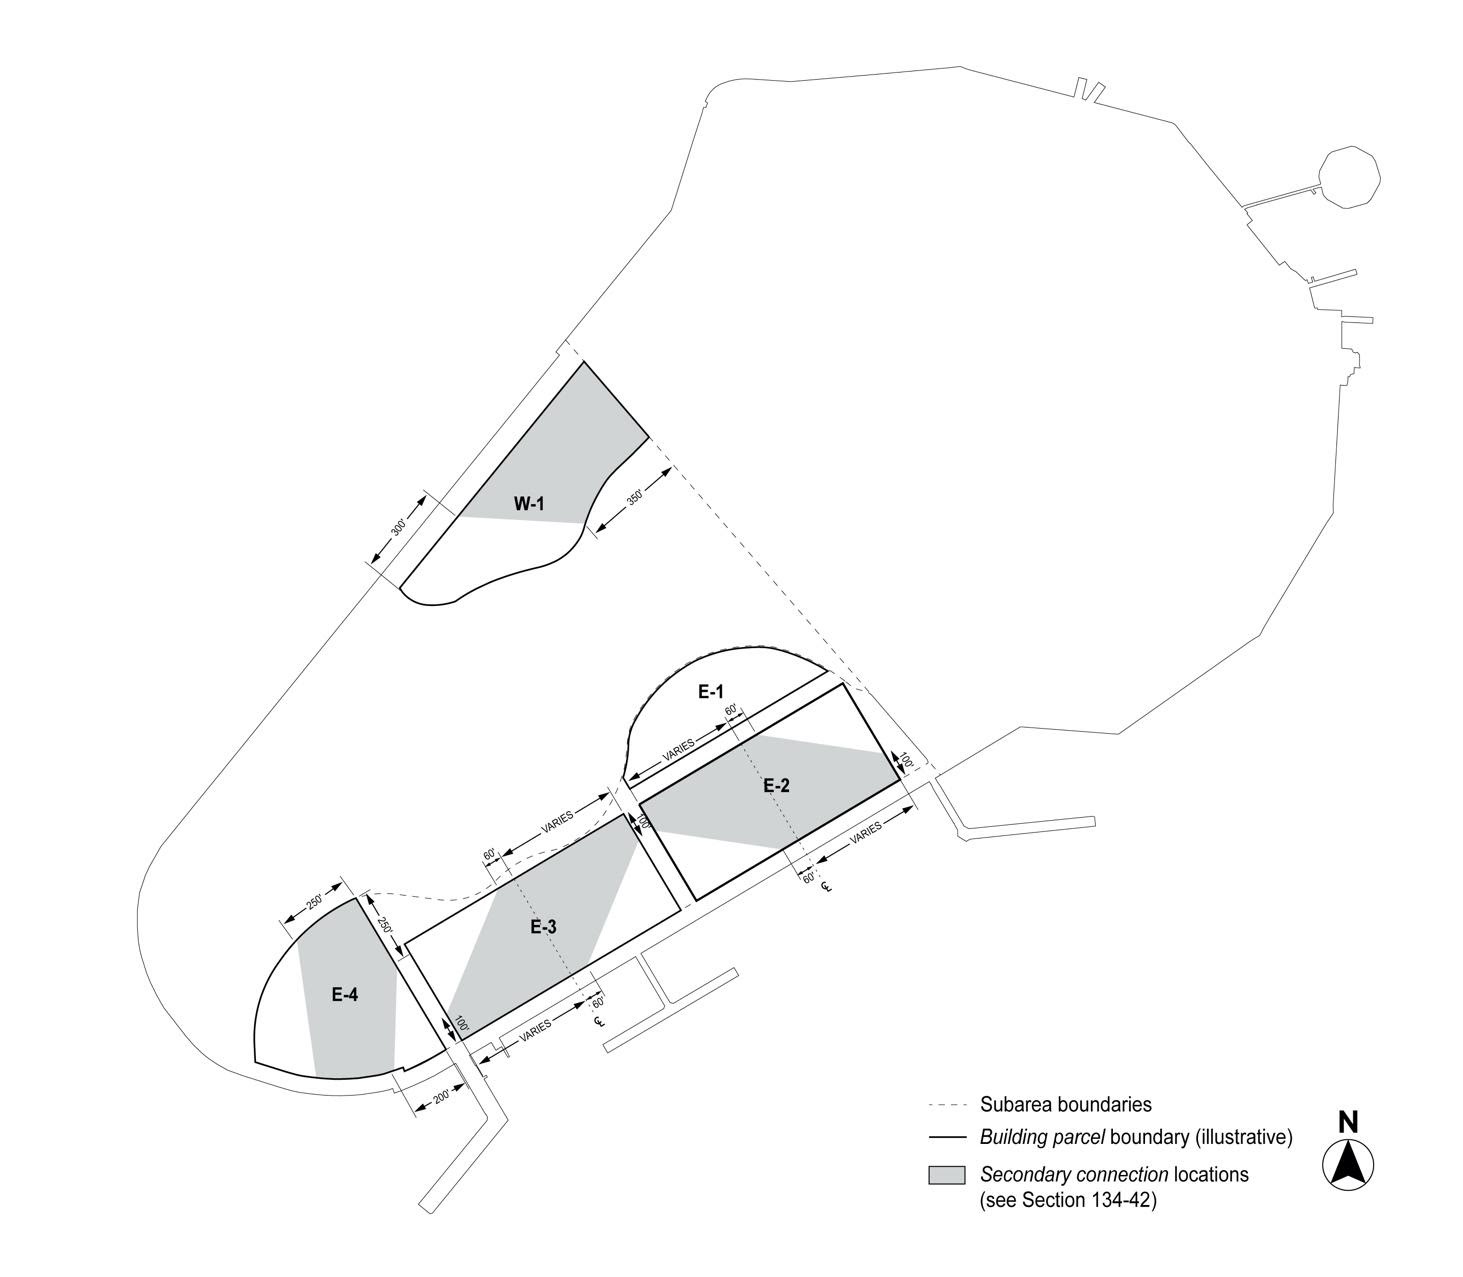 W-1
300'
350'
E-1
60'
VARIES
100'
E-2
VARIES
60'
℄
VARIES
100'
60'
E-3
250'
250'
E-4
100'
60'
℄
VARIES
200'
Subarea boundaries
Building parcel boundary (illustrative)
Secondary connection locations
(see Section 134-42)
N